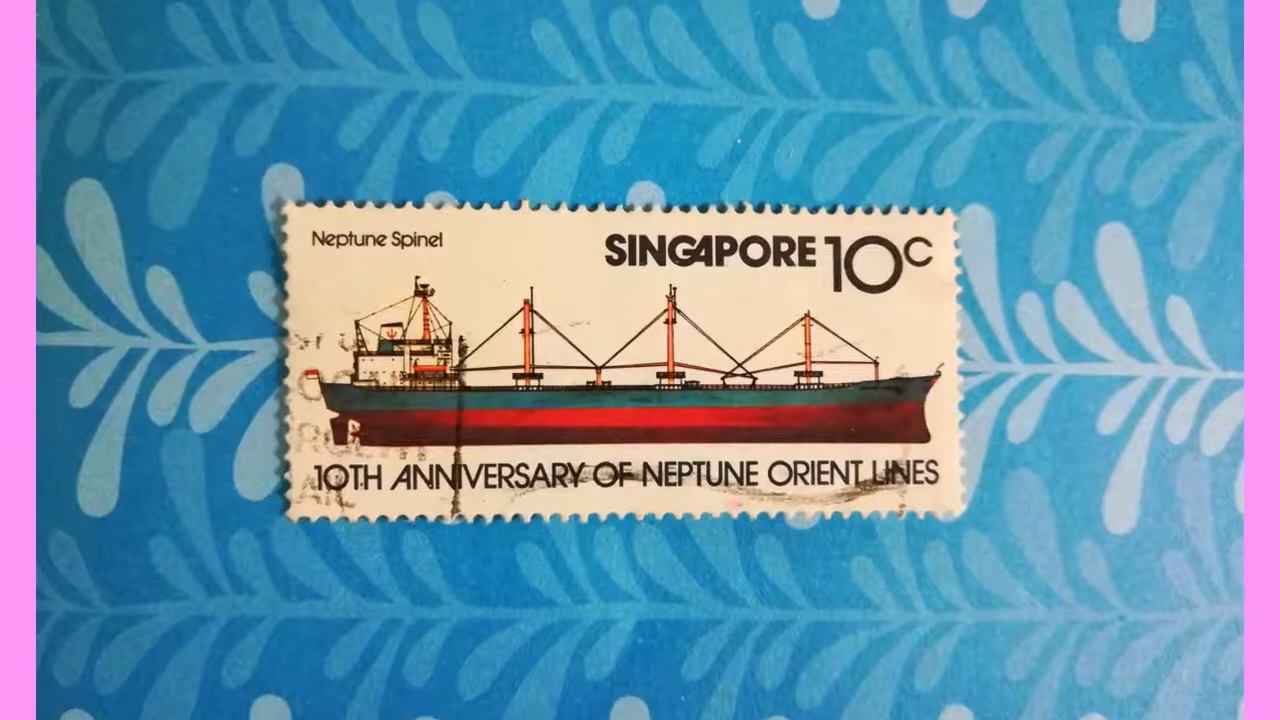 Neptune Spinel
SINGAPORE 10c
10TH ANNIVERSARY OF NEPTUNE ORIENT LINES